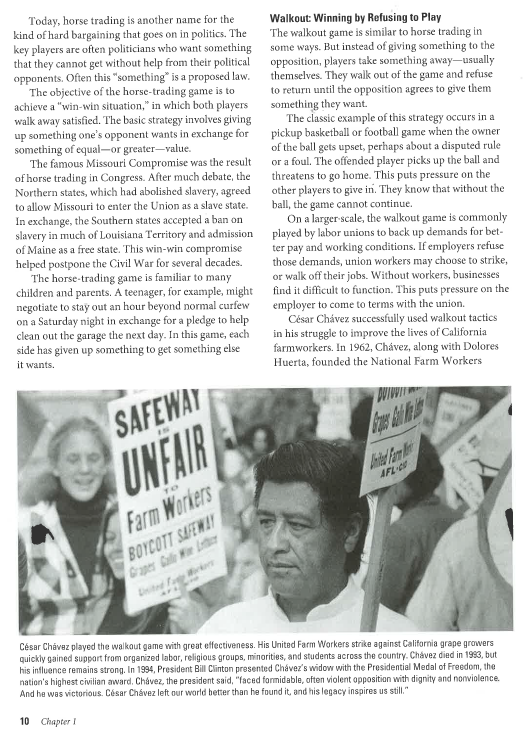 Today, horse trading is another name for the
kind of hard bargaining that goes on in politics. The
key players are often politicians who want something
that they cannot get without help from their political
opponents. Often this “something” is a proposed law.
The objective of the horse-trading game is to
achieve a “win-win situation,” in which both players
walk away satisfied. The basic strategy involves giving
up something one’s opponent wants in exchange for
something of equal—or greater—value.
The famous Missouri Compromise was the result
of horse trading in Congress. After much debate, the
Northern states, which had abolished slavery, agreed
to allow Missouri to enter the Union as a slave state.
In exchange, the Southern states accepted a ban on
slavery in much of Louisiana Territory and admission
of Maine as a free state. This win-win compromise
helped postpone the Civil War for several decades.
The horse-trading game is familiar to many
children and parents. A teenager, for example, might
negotiate to stay out an hour beyond normal curfew
on a Saturday night in exchange for a pledge to help
clean out the garage the next day. In this game, each
side has given up something to get something else
it wants.
Walkout: Winning by Refusing to Play
The walkout game is similar to horse trading in
some ways. But instead of giving something to the
opposition, players take something away—usually
themselves. They walk out of the game and refuse
to return until the opposition agrees to give them
something they want.
The classic example of this strategy occurs in a
pickup basketball or football game when the owner
of the ball gets upset, perhaps about a disputed rule
or a foul. The offended player picks up the ball and
threatens to go home. This puts pressure on the
other players to give in. They know that without the
ball, the game cannot continue.
On a larger-scale, the walkout game is commonly
played by labor unions to back up demands for bet-
ter pay and working conditions. If employers refuse
those demands, union workers may choose to strike,
or walk off their jobs. Without workers, businesses
find it difficult to function. This puts pressure on the
employer to come to terms with the union.
César Chávez successfully used walkout tactics
in his struggle to improve the lives of California
farmworkers. In 1962, Chávez, along with Dolores
Huerta, founded the National Farm Workers
SAFEWAY
IS
UNFAIR
TO
Farm Workers
BOYCOTT SAFEWAY
Grapes Gallo Wine Lettuce
United Farm Workers
AFL-CIO
BOYCOTT
Grapes Gallo Wine Lettuce
United Farm Workers
AFL-CIO
César Chávez played the walkout game with great effectiveness. His United Farm Workers strike against California grape growers
quickly gained support from organized labor, religious groups, minorities, and students across the country. Chávez died in 1993, but
his influence remains strong. In 1994, President Bill Clinton presented Chávez’s widow with the Presidential Medal of Freedom, the
nation’s highest civilian award. Chávez, the president said, “faced formidable, often violent opposition with dignity and nonviolence.
And he was victorious. César Chávez left our world better than he found it, and his legacy inspires us still.”
10 Chapter 1